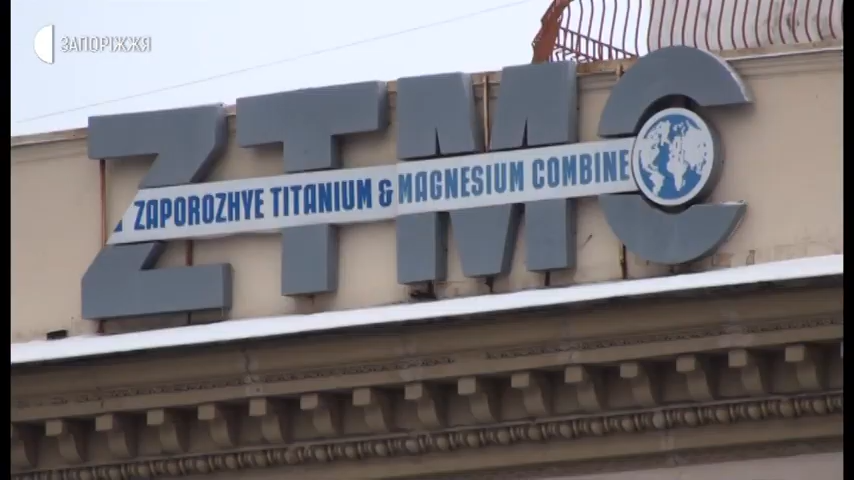 ЗАПОРІЖЖЯ
ZTMC
ZAPOROZHYE TITANIUM & MAGNESIUM COMBINE